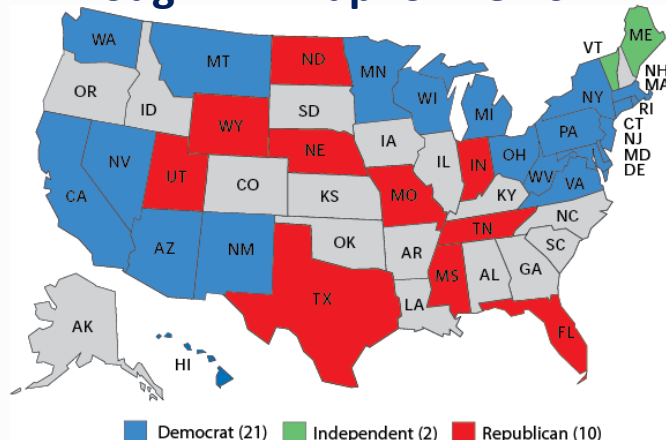 WA
MT
ND
MN
VT
ME
OR
ID
SD
WI
MI
NY
NH
MA
RI
CT
NJ
MD
DE
WY
IA
PA
NV
UT
NE
IL
IN
OH
WV
VA
CA
CO
KS
MO
KY
AZ
NM
OK
AR
TN
NC
SC
TX
LA
MS
AL
GA
FL
AK
HI
Democrat (21)
Independent (2)
Republican (10)